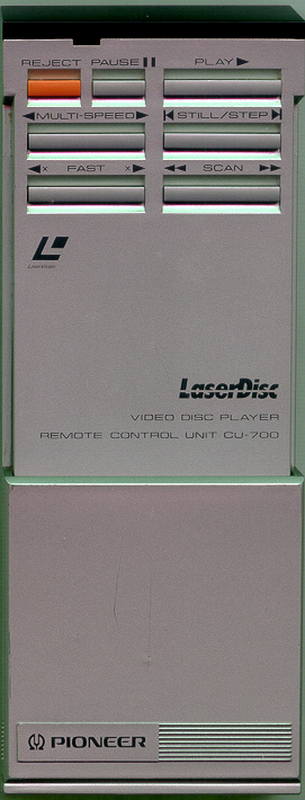 REJECT PAUSE PLAY
MULTI-SPEED STILL/STEP
x FAST x SCAN
LaserVision
LaserDisc
VIDEO DISC PLAYER
REMOTE CONTROL UNIT CU-700
PIONEER